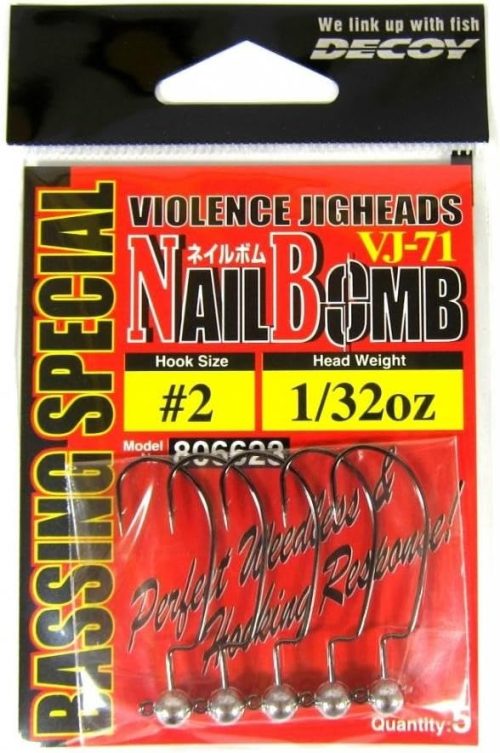 We link up with fish
DECOY
BASSING SPECIAL
VIOLENCE JIGHEADS
ネイルボム
VJ-71
NAIL BOMB
Hook Size
Head Weight
#2
1/32oz
Model
806628
Perfect Weedless &
Hooking Response!
Quantity:5